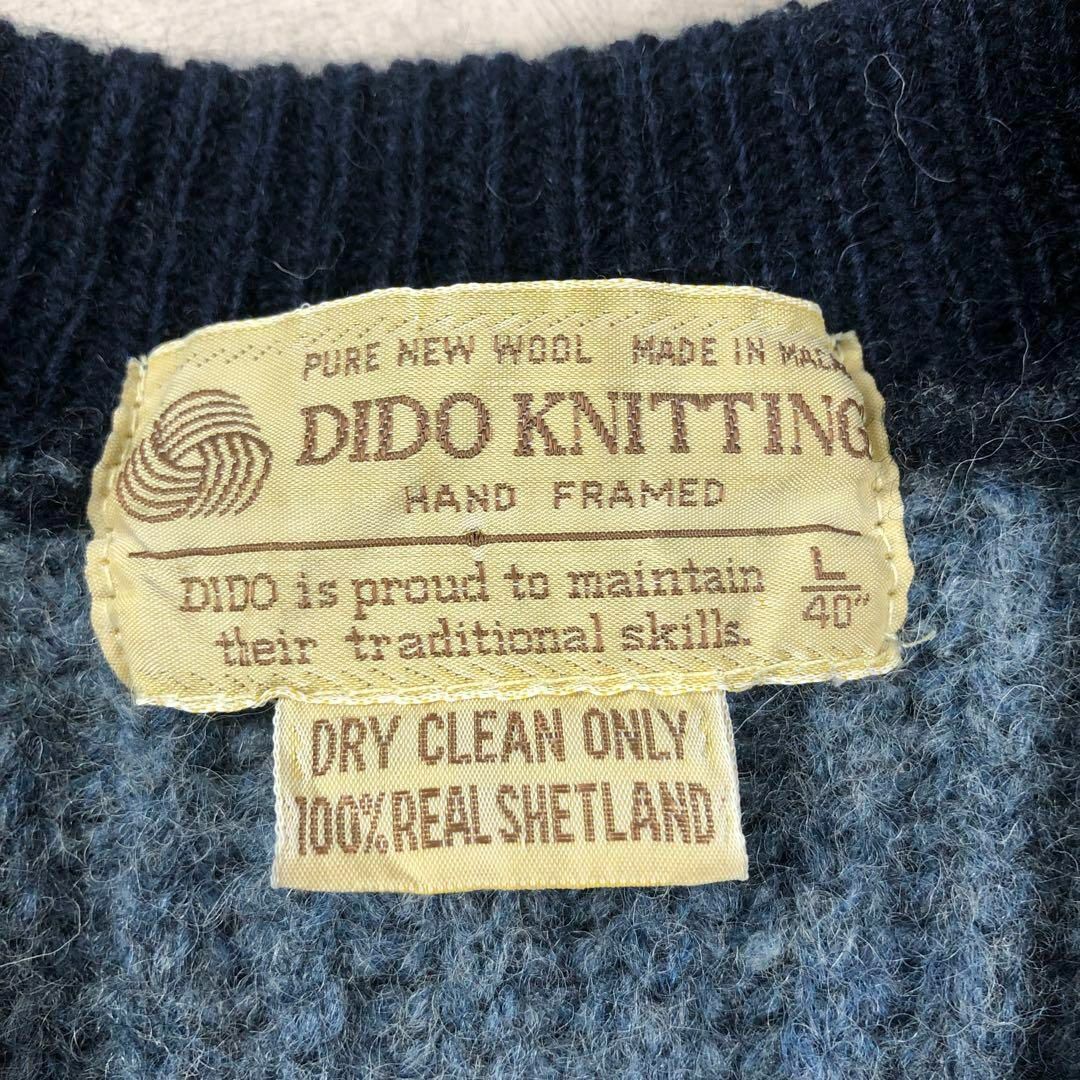 PURE NEW WOOL MADE IN
DIDO KNITTING
HAND FRAMED
DIDO is proud to maintain
their traditional skills.
L
40"
DRY CLEAN ONLY
100% REAL SHETLAND